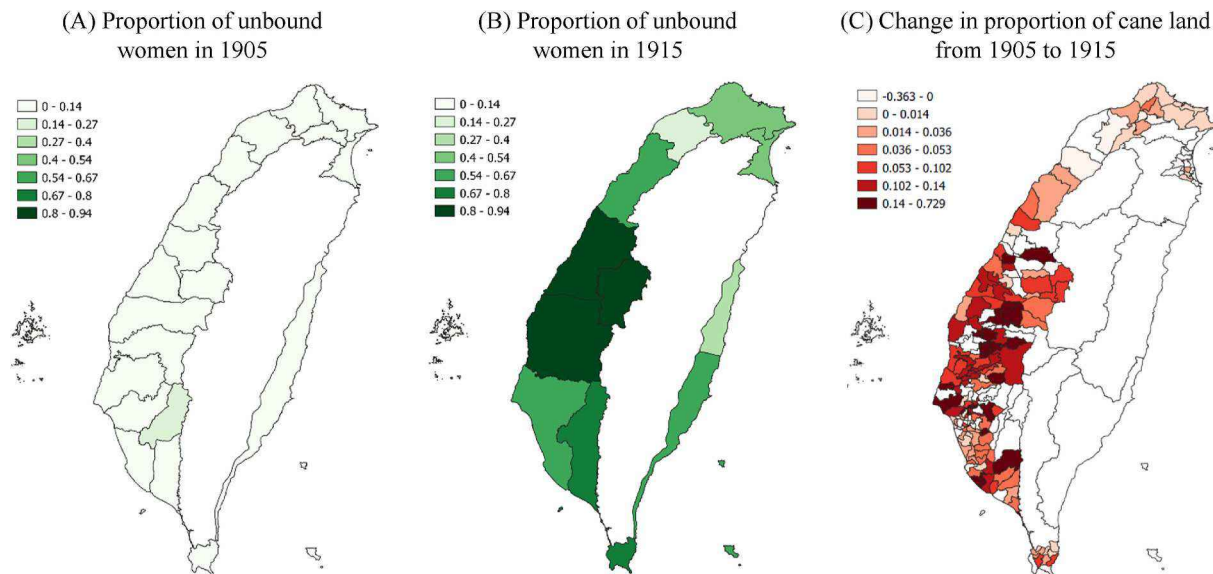 (A) Proportion of unbound
women in 1905
0 - 0.14
0.14 - 0.27
0.27 - 0.4
0.4 - 0.54
0.54 - 0.67
0.67 - 0.8
0.8 - 0.94
(B) Proportion of unbound
women in 1915
0 - 0.14
0.14 - 0.27
0.27 - 0.4
0.4 - 0.54
0.54 - 0.67
0.67 - 0.8
0.8 - 0.94
(C) Change in proportion of cane land
from 1905 to 1915
-0.363 - 0
0 - 0.014
0.014 - 0.036
0.036 - 0.053
0.053 - 0.102
0.102 - 0.14
0.14 - 0.729